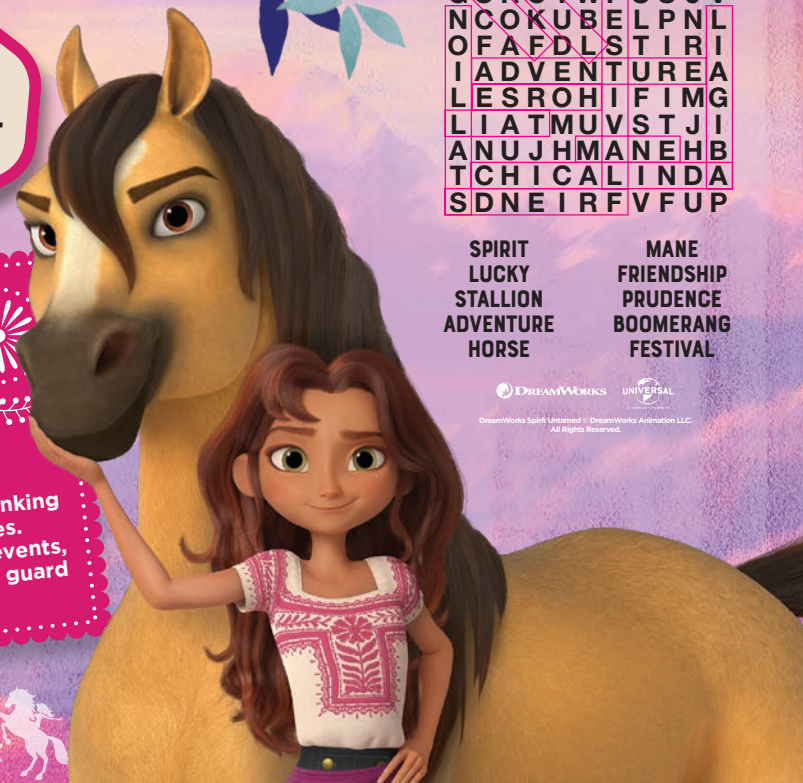 NCOKUBELPNL
OFAFDLSTIRI
IADVENTUREA
LESROHIFIMG
LIATMUVSTJI
ANUJHMANEHB
TCHICALINDA
SDNEIRFVFUP
SPIRIT
LUCKY
STALLION
ADVENTURE
HORSE
MANE
FRIENDSHIP
PRUDENCE
BOOMERANG
FESTIVAL
DREAMWORKS
UNIVERSAL
DreamWorks Spirit Untamed © DreamWorks Animation LLC.
All Rights Reserved.
nking
es.
events,
guard